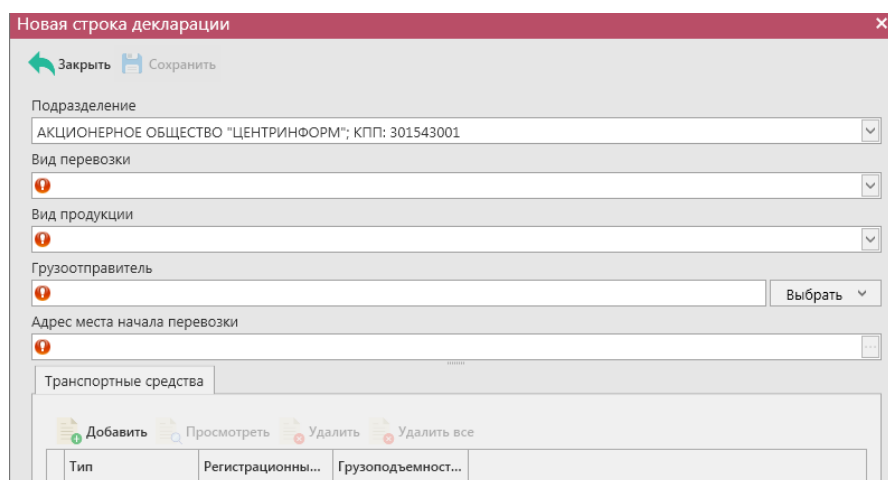 Новая строка декларации
Закрыть Сохранить
Подразделение
АКЦИОНЕРНОЕ ОБЩЕСТВО "ЦЕНТРИНФОРМ"; КПП: 301543001
Вид перевозки
Вид продукции
Грузоотправитель
Выбрать
Адрес места начала перевозки
Транспортные средства
Добавить Просмотреть Удалить Удалить все
Тип Регистрационны... Грузоподъемност...